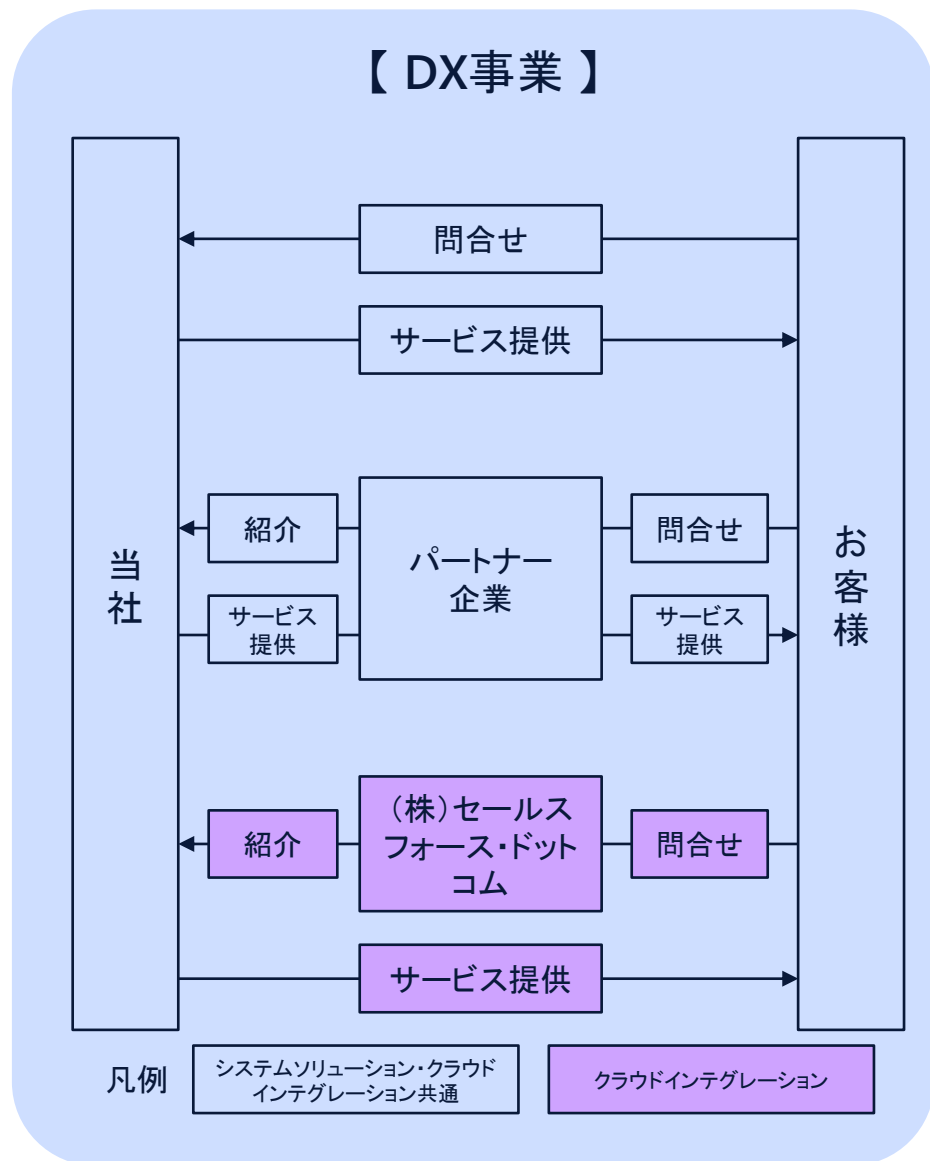 【 DX事業 】
問合せ
サービス提供
当
社
お
客
様
紹介
パートナー
企業
問合せ
サービス
提供
サービス
提供
紹介
（株）セールス
フォース・ドット
コム
問合せ
サービス提供
凡例
システムソリューション・クラウド
インテグレーション共通
クラウドインテグレーション